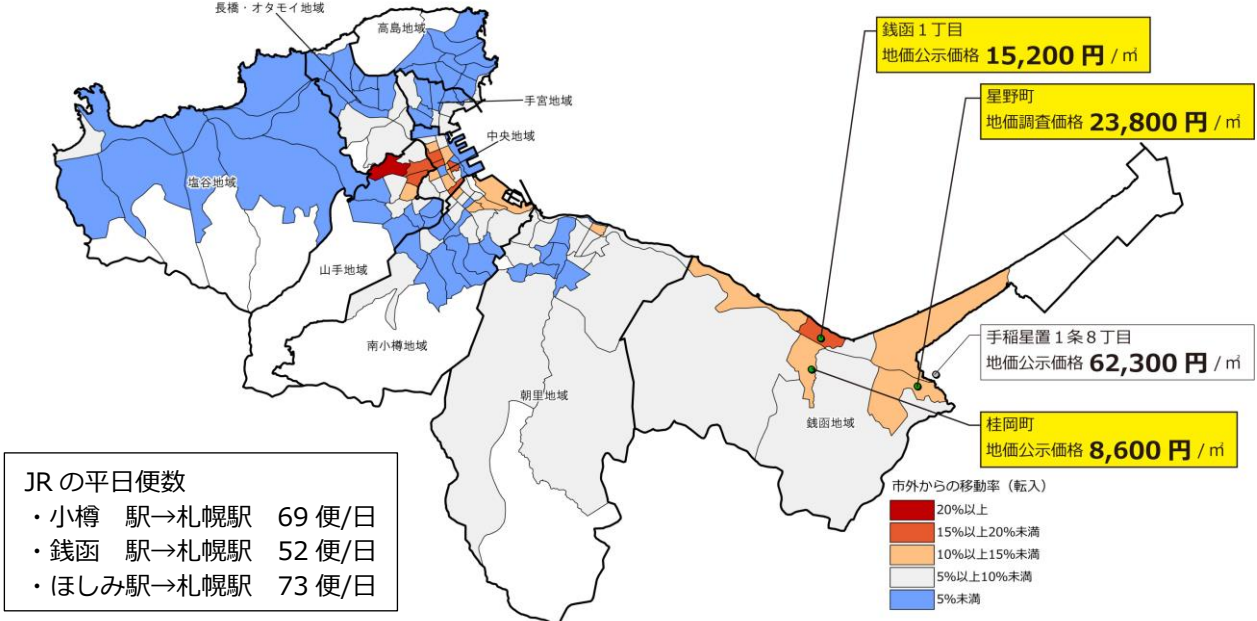 長橋・オタモイ地域
高島地域
手宮地域
中央地域
塩谷地域
山手地域
南小樽地域
朝里地域
銭函地域
銭函1丁目
地価公示価格 15,200 円 / ㎡
星野町
地価調査価格 23,800 円 / ㎡
手稲星置1条8丁目
地価公示価格 62,300 円 / ㎡
桂岡町
地価公示価格 8,600 円 / ㎡
JR の平日便数
・小樽 駅→札幌駅 69 便/日
・銭函 駅→札幌駅 52 便/日
・ほしみ駅→札幌駅 73 便/日
市外からの移動率（転入）
20%以上
15%以上20%未満
10%以上15%未満
5%以上10%未満
5%未満